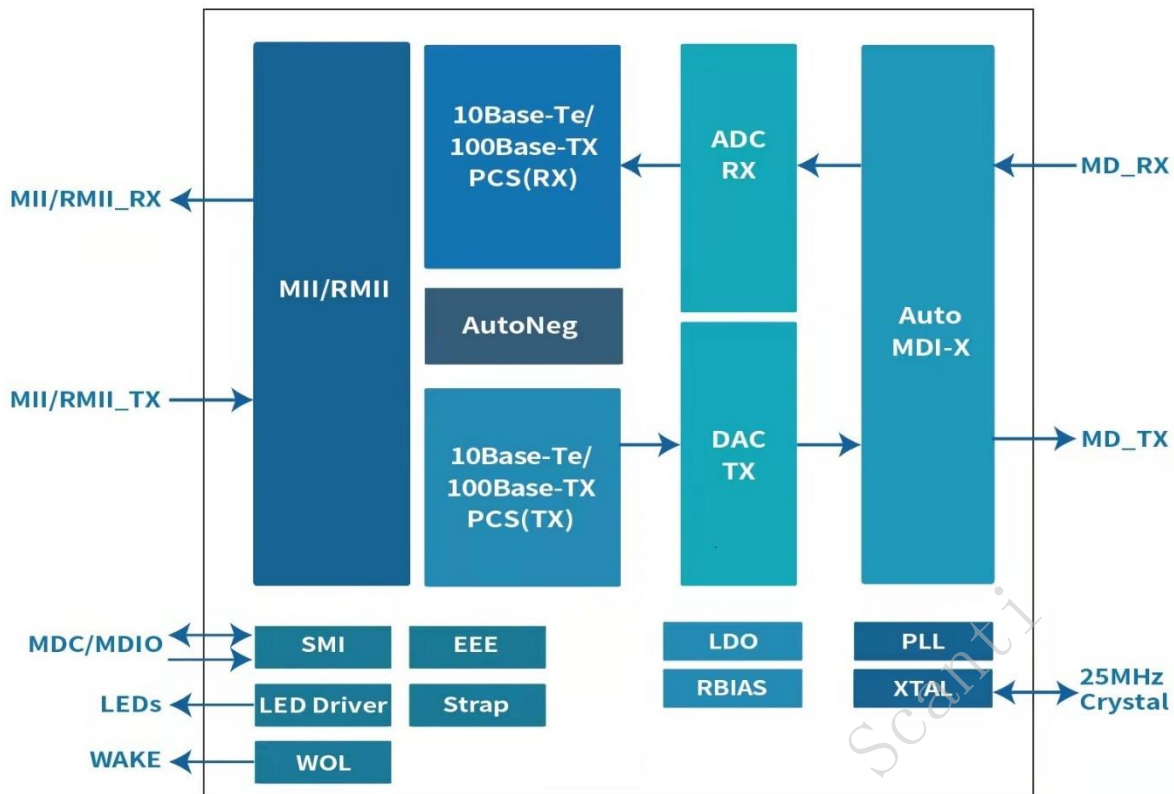 10Base-Te/
100Base-TX
PCS(RX)
ADC
RX
MD_RX
MII/RMII_RX
MII/RMII
AutoNeg
Auto
MDI-X
MII/RMII_TX
10Base-Te/
100Base-TX
PCS(TX)
DAC
TX
MD_TX
MDC/MDIO
SMI
EEE
LDO
PLL
LEDs
LED Driver
Strap
RBIAS
XTAL
25MHz
Crystal
WAKE
WOL
Scanti